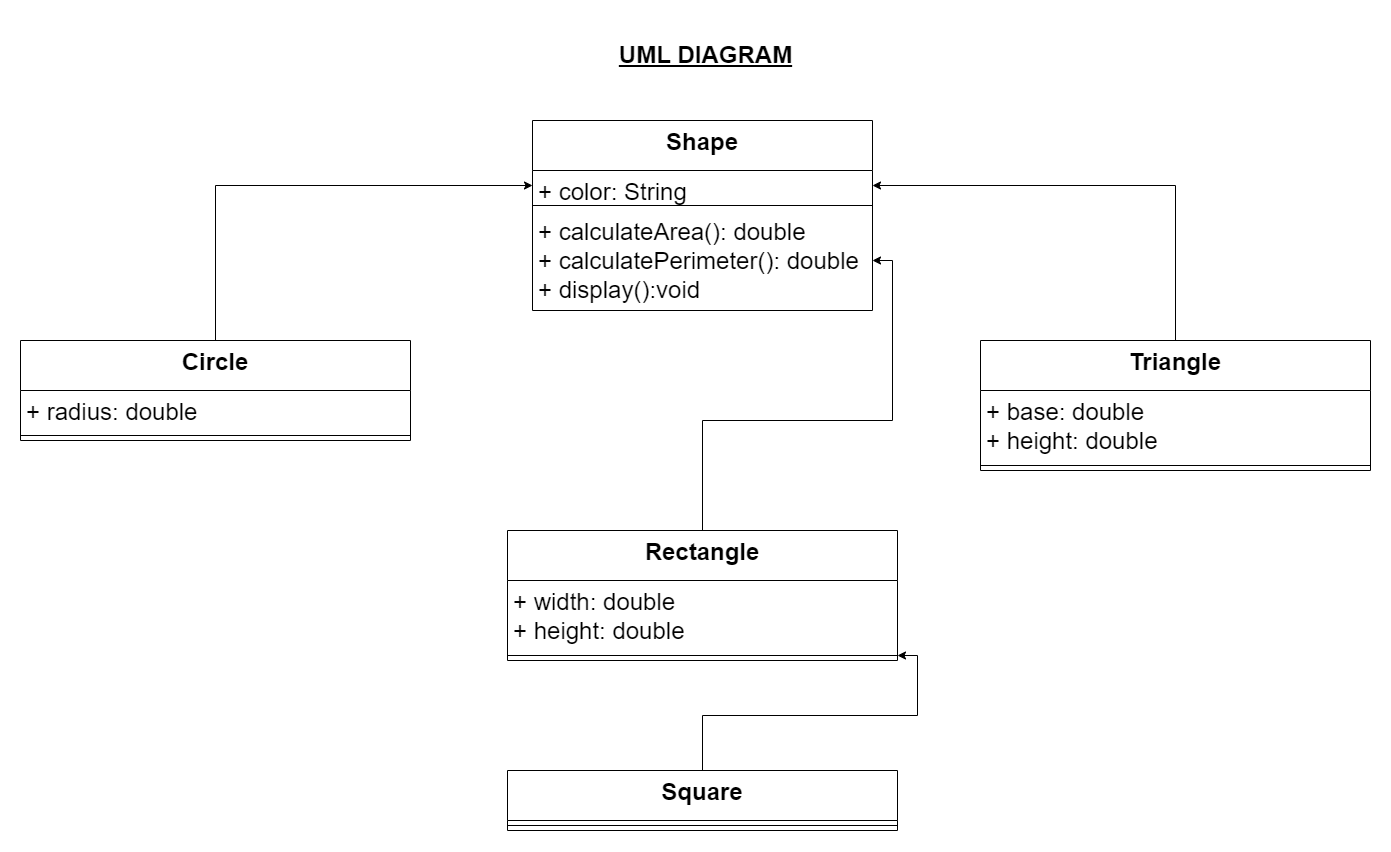 UML DIAGRAM
Shape
+ color: String
+ calculateArea(): double
+ calculatePerimeter(): double
+ display():void
Circle
+ radius: double
Triangle
+ base: double
+ height: double
Rectangle
+ width: double
+ height: double
Square